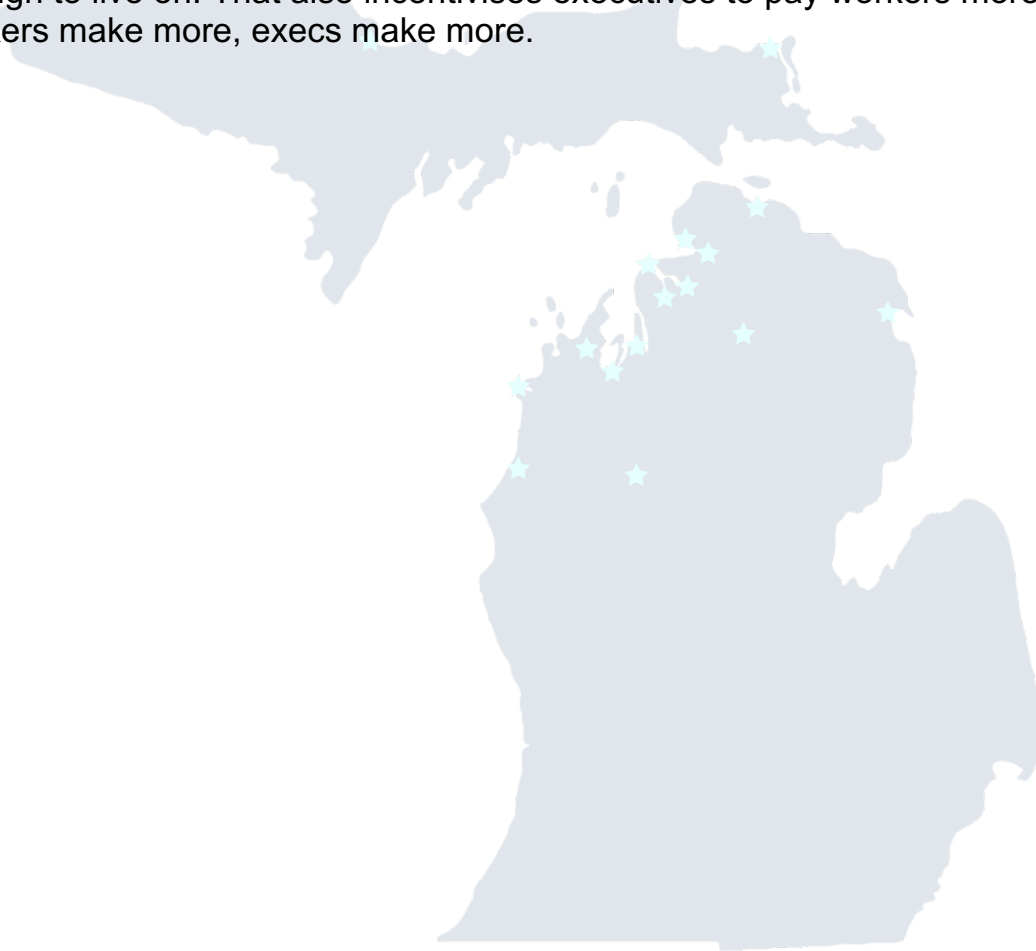 to live on. That also incentivises executives to pay workers more
make more, execs make more.